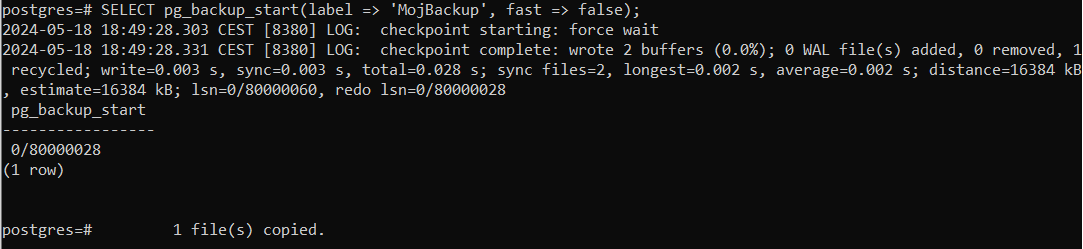 postgres=# SELECT pg_backup_start(label => 'MojBackup', fast => false);
2024-05-18 18:49:28.303 CEST [8380] LOG:  checkpoint starting: force wait
2024-05-18 18:49:28.331 CEST [8380] LOG:  checkpoint complete: wrote 2 buffers (0.0%); 0 WAL file(s) added, 0 removed, 1
 recycled; write=0.003 s, sync=0.003 s, total=0.028 s; sync files=2, longest=0.002 s, average=0.002 s; distance=16384 kB
, estimate=16384 kB; lsn=0/80000060, redo lsn=0/80000028
 pg_backup_start
-----------------
 0/80000028
(1 row)
postgres=#         1 file(s) copied.